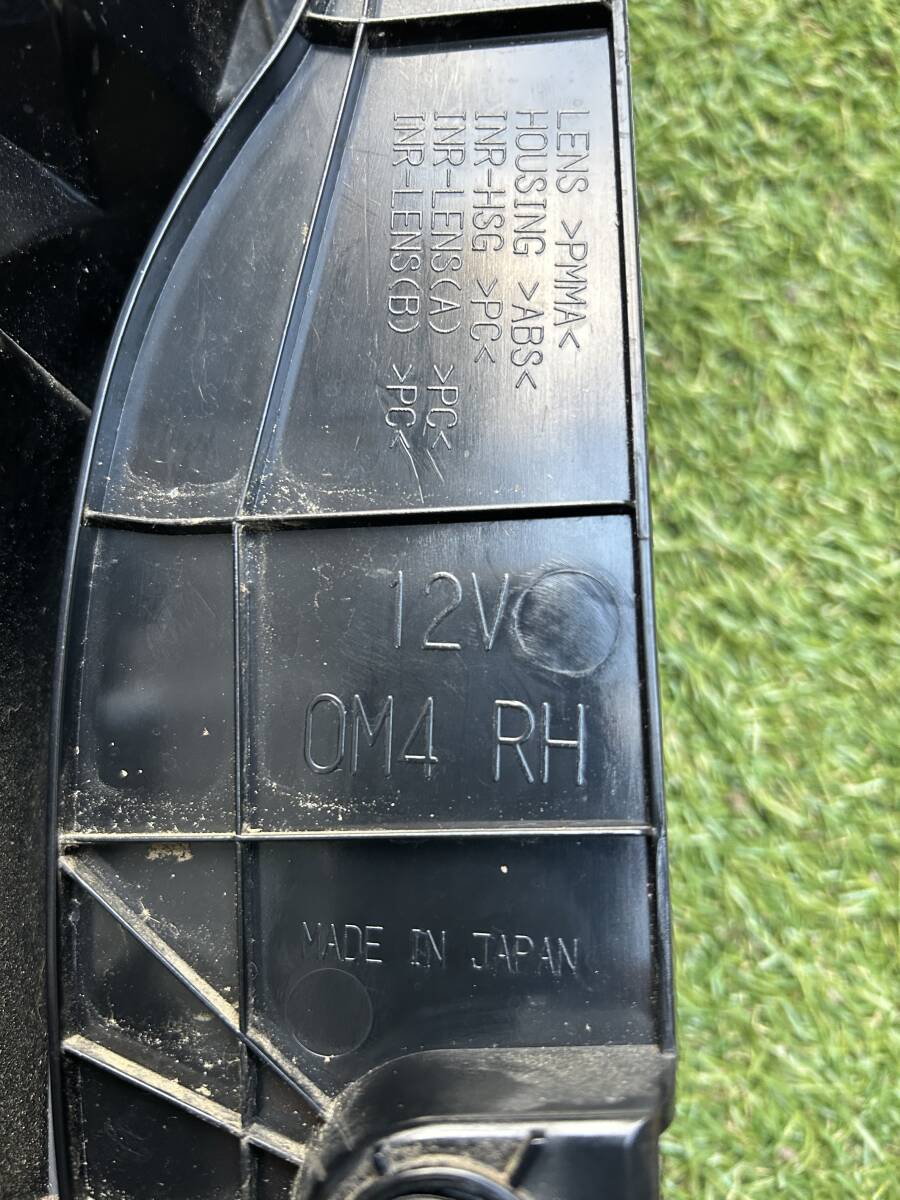 LENS >PMMA<
HOUSING >ABS<
INR-HSG >PC<
INR-LENS(A) >PC<
INR-LENS(B) >PC<
12V
0M4 RH
MADE IN JAPAN